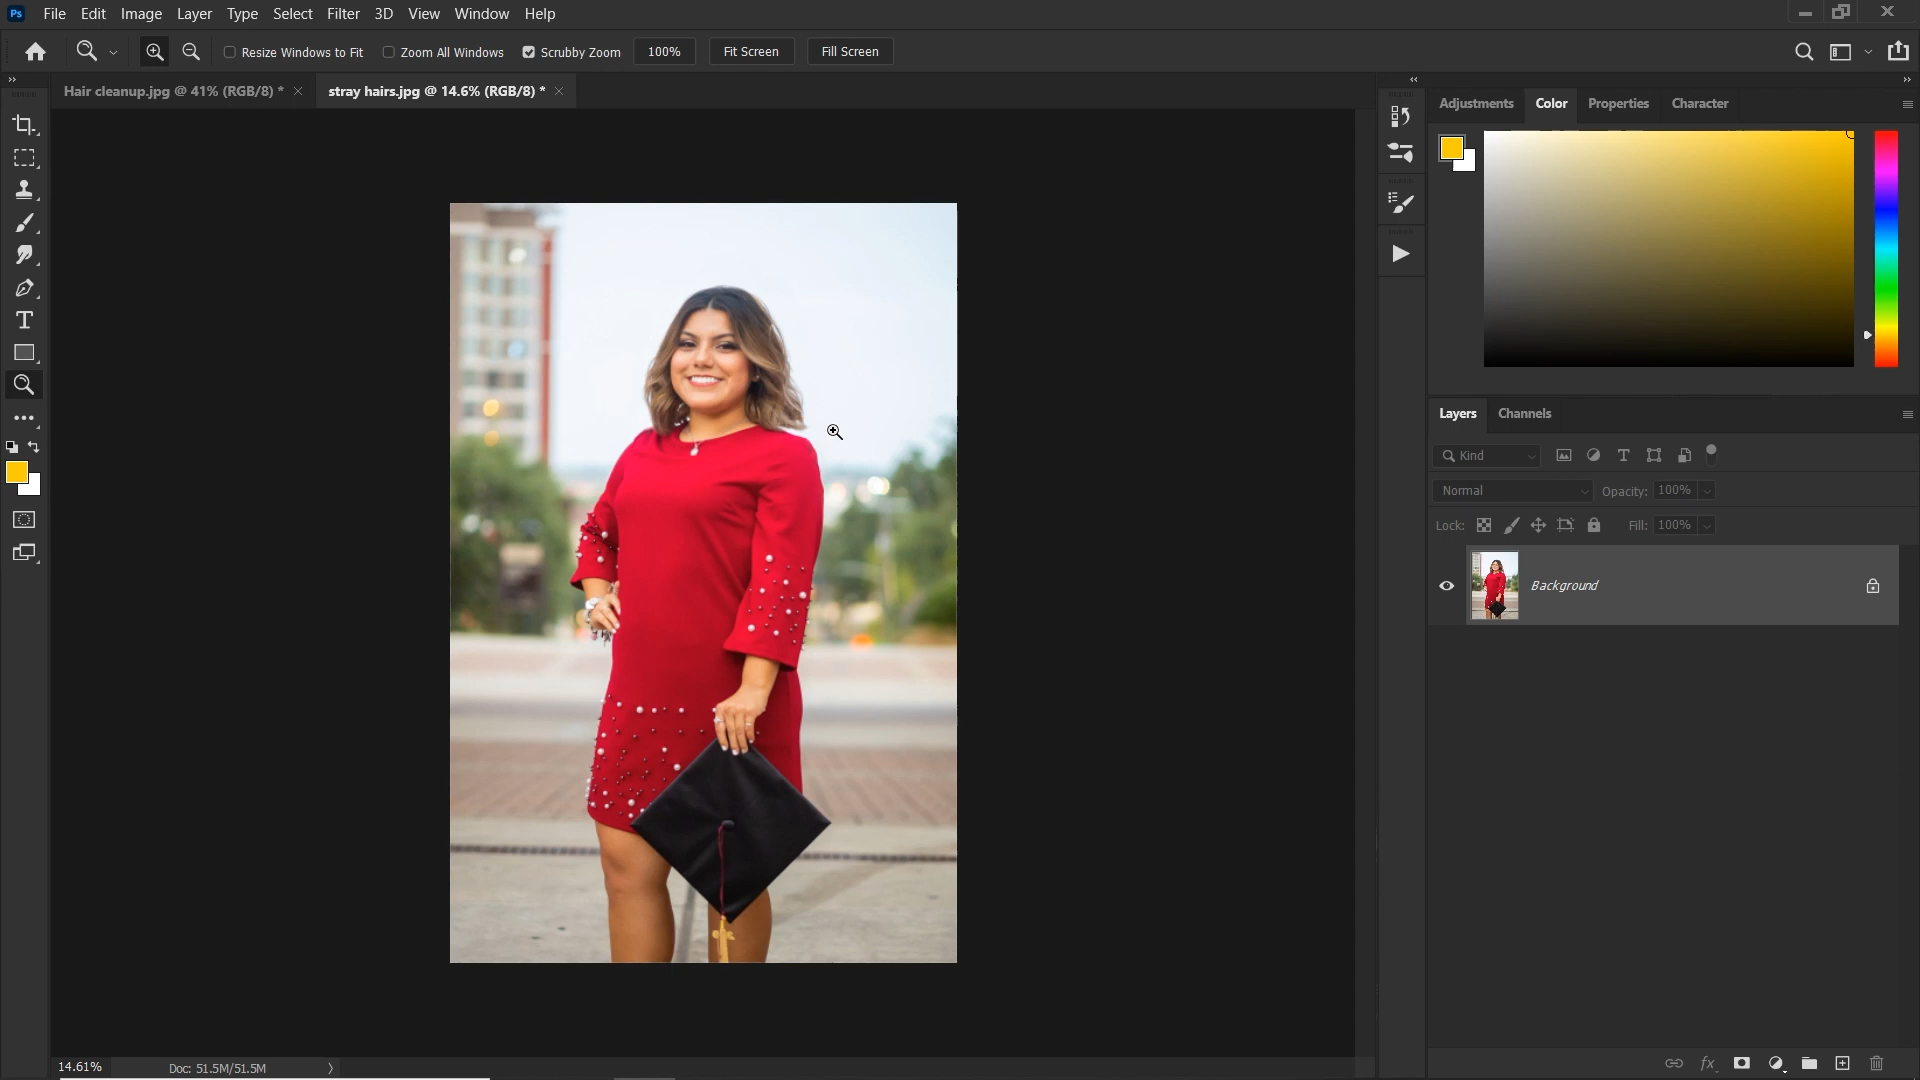 Ps File Edit Image Layer Type Select Filter 3D View Window Help
Resize Windows to Fit Zoom All Windows Scrubby Zoom 100% Fit Screen Fill Screen
Hair cleanup.jpg @ 41% (RGB/8) * stray hairs.jpg @ 14.6% (RGB/8) *
Adjustments Color Properties Character
Layers Channels
Kind
Normal Opacity: 100%
Lock: Fill: 100%
Background
fx
14.61% Doc: 51.5M/51.5M